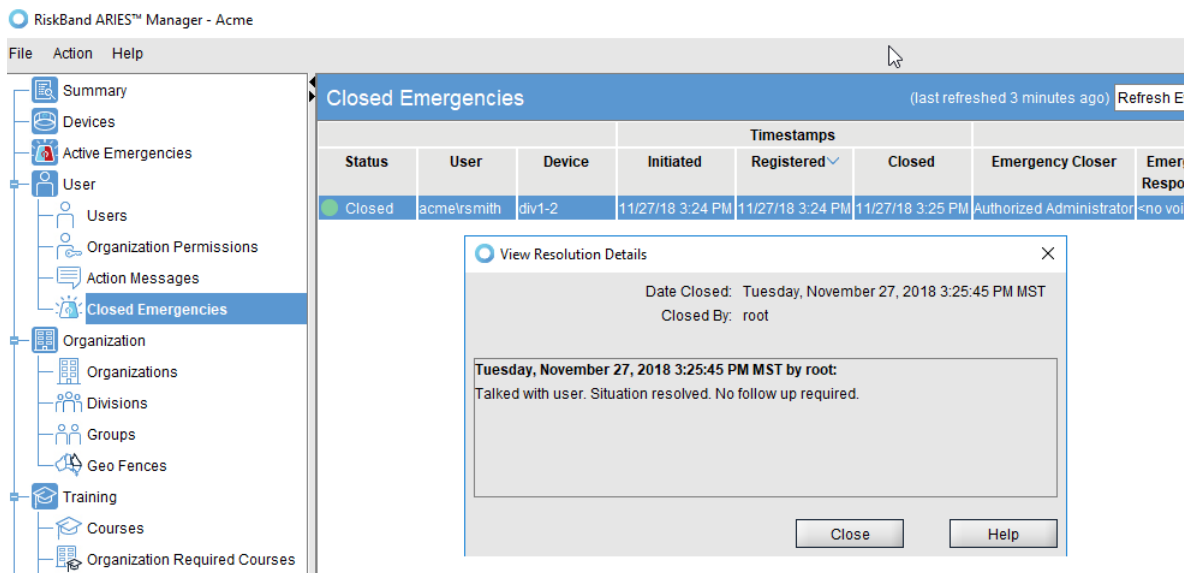 RiskBand ARIES™ Manager - Acme
File Action Help
Summary
Devices
Active Emergencies
User
Users
Organization Permissions
Action Messages
Closed Emergencies
Organization
Organizations
Divisions
Groups
Geo Fences
Training
Courses
Organization Required Courses
Closed Emergencies (last refreshed 3 minutes ago) Refresh E
Timestamps
Status User Device Initiated Registered Closed Emergency Closer Emerg
Respo
Closed acme\rsmith div1-2 11/27/18 3:24 PM 11/27/18 3:24 PM 11/27/18 3:25 PM Authorized Administrator <no voi
View Resolution Details
Date Closed: Tuesday, November 27, 2018 3:25:45 PM MST
Closed By: root
Tuesday, November 27, 2018 3:25:45 PM MST by root:
Talked with user. Situation resolved. No follow up required.
Close Help